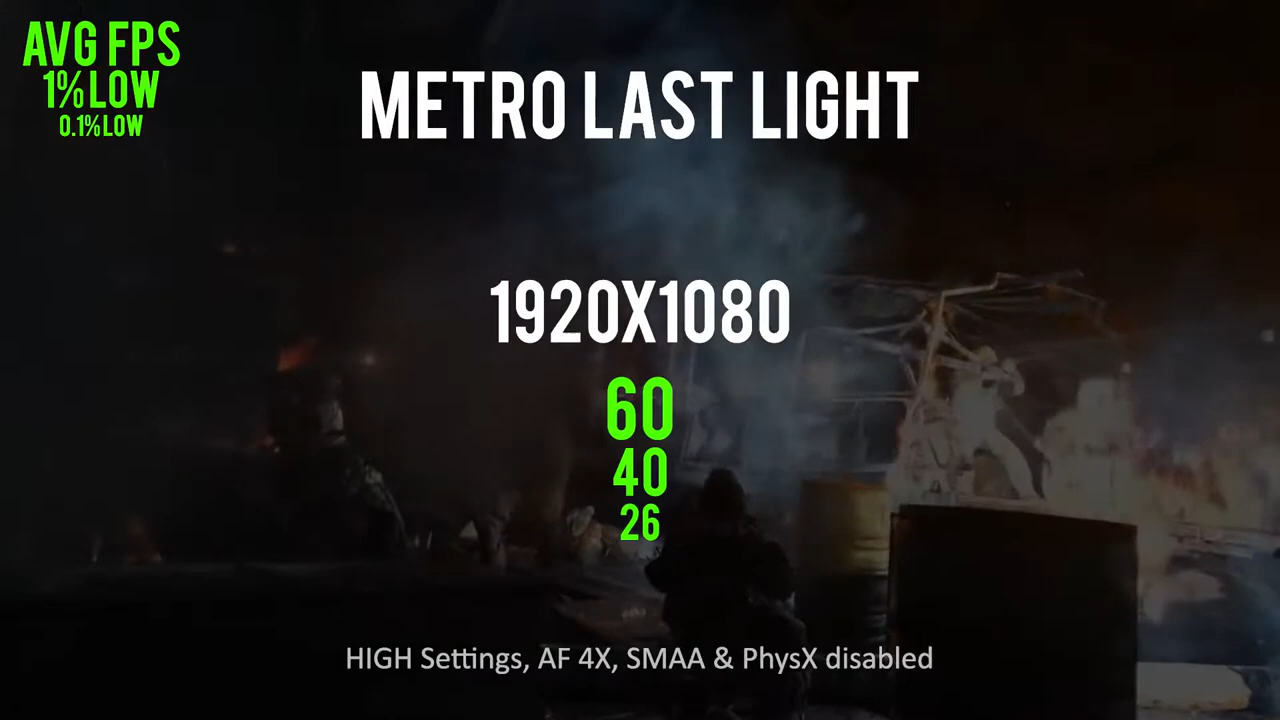 AVG FPS
1% LOW
0.1% LOW
METRO LAST LIGHT
1920X1080
60
40
26
HIGH Settings, AF 4X, SMAA & PhysX disabled